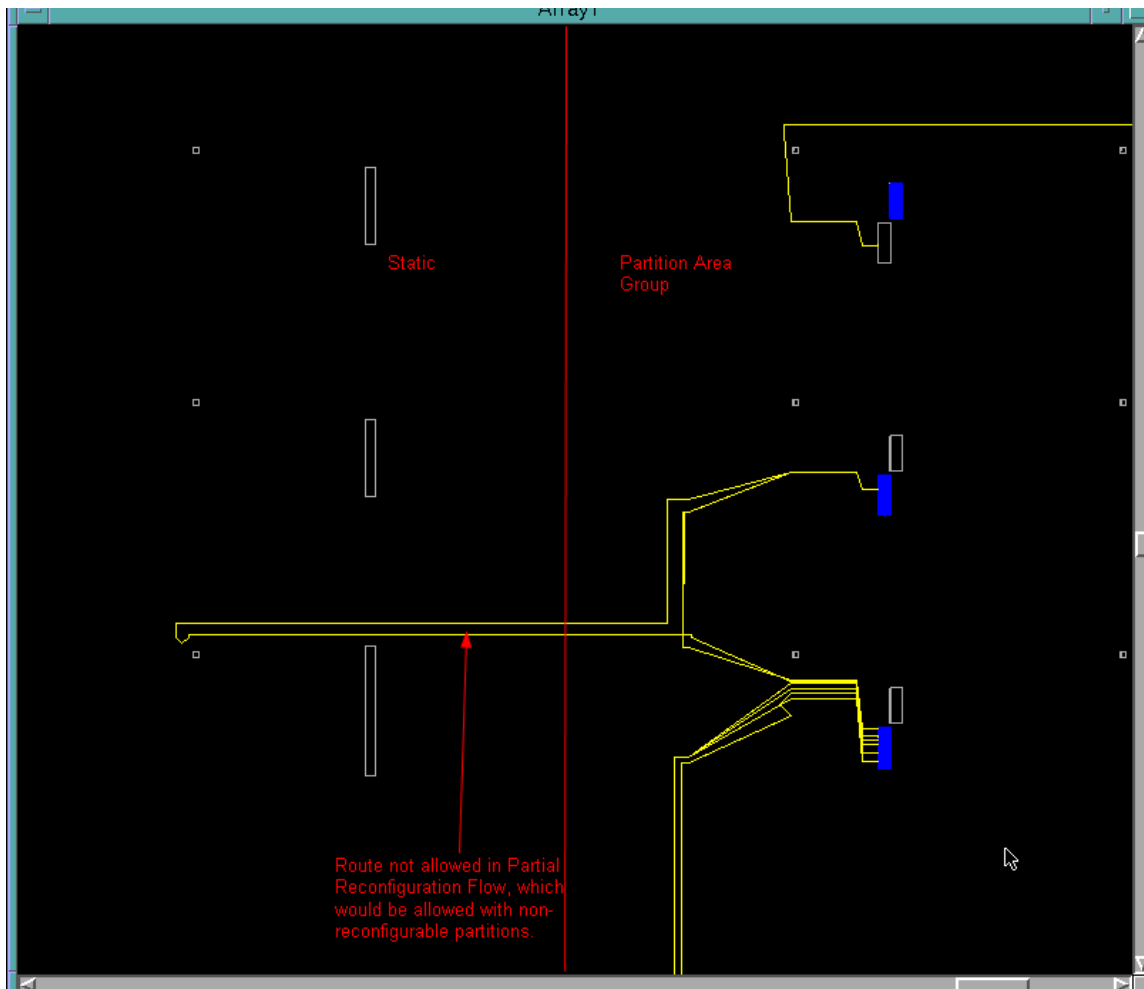 Array1
Static
Partition Area
Group
Route not allowed in Partial
Reconfiguration Flow, which
would be allowed with non-
reconfigurable partitions.